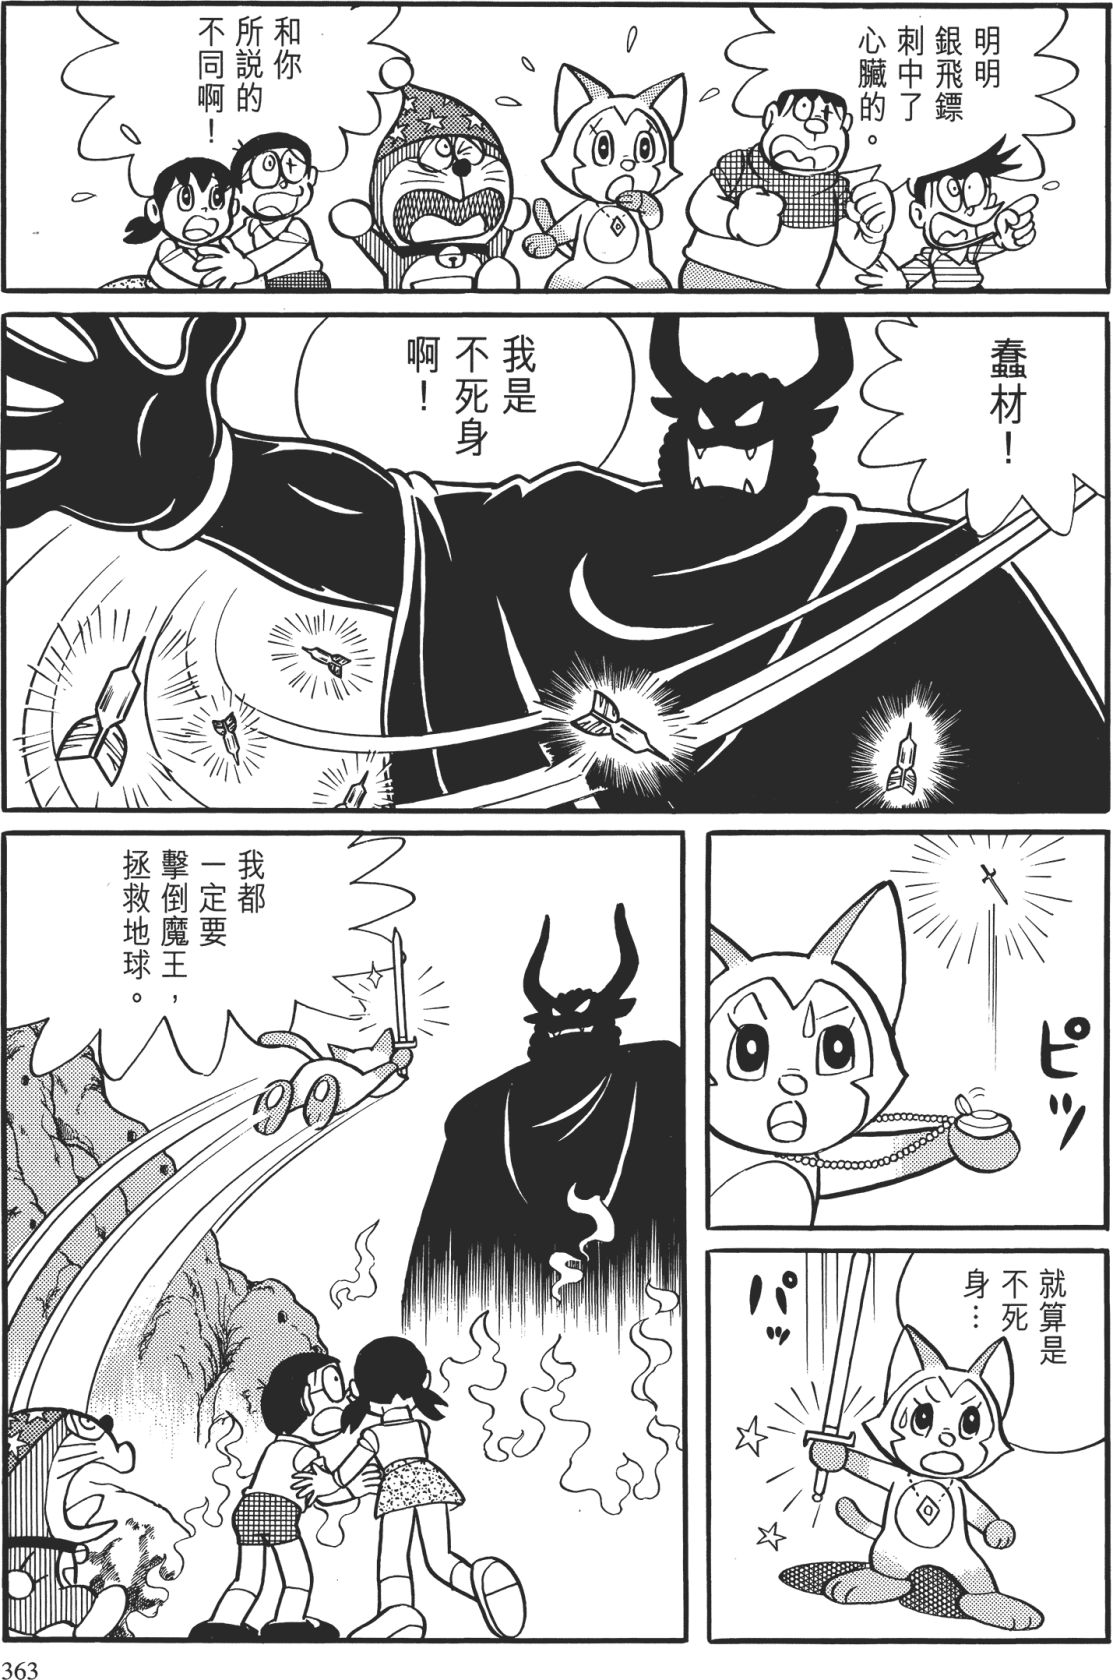 明明
銀飛鏢
刺中了
心臟的。
和你
所説的
不同啊！
蠢材！
我是
不死身
啊！
ピッ
就算是
不死
身…
パッ
我都
一定要
擊倒魔王，
拯救地球。
363